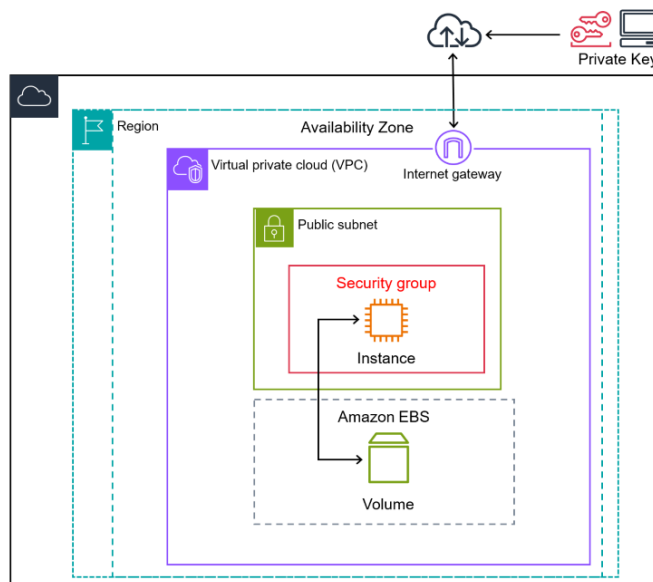 Private Key
Region
Availability Zone
Virtual private cloud (VPC)
Internet gateway
Public subnet
Security group
Instance
Amazon EBS
Volume